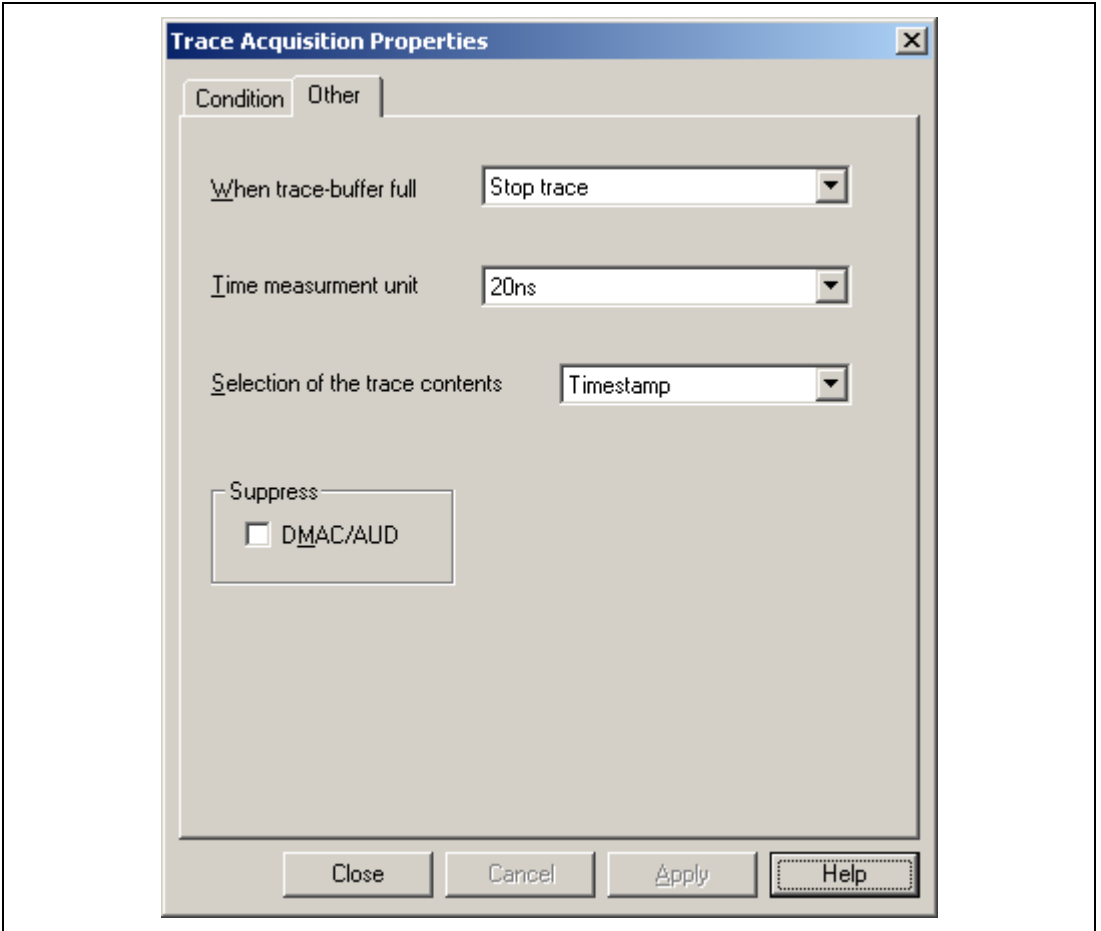 Trace Acquisition Properties
Condition Other
When trace-buffer full Stop trace
Time measurment unit 20ns
Selection of the trace contents Timestamp
Suppress
DMAC/AUD
Close Cancel Apply Help